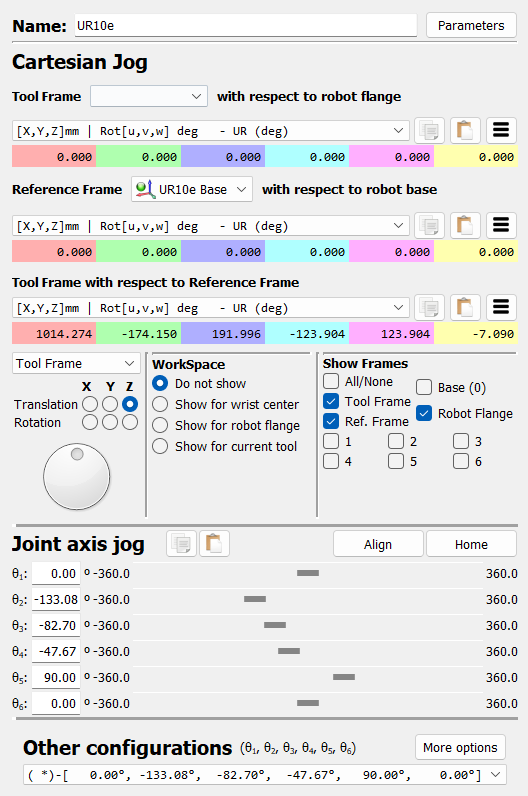 Name: UR10e Parameters
Cartesian Jog
Tool Frame with respect to robot flange
[X,Y,Z]mm | Rot[u,v,w] deg - UR (deg)
0.000 0.000 0.000 0.000 0.000 0.000
Reference Frame UR10e Base with respect to robot base
[X,Y,Z]mm | Rot[u,v,w] deg - UR (deg)
0.000 0.000 0.000 0.000 0.000 0.000
Tool Frame with respect to Reference Frame
[X,Y,Z]mm | Rot[u,v,w] deg - UR (deg)
1014.274 -174.150 191.996 -123.904 123.904 -7.090
Tool Frame
X Y Z
Translation
Rotation
WorkSpace
Do not show
Show for wrist center
Show for robot flange
Show for current tool
Show Frames
All/None Base (0)
Tool Frame Robot Flange
Ref. Frame
1 2 3
4 5 6
Joint axis jog Align Home
θ₁: 0.00 º -360.0 360.0
θ₂: -133.08 º -360.0 360.0
θ₃: -82.70 º -360.0 360.0
θ₄: -47.67 º -360.0 360.0
θ₅: 90.00 º -360.0 360.0
θ₆: 0.00 º -360.0 360.0
Other configurations (θ₁, θ₂, θ₃, θ₄, θ₅, θ₆) More options
( *)-[ 0.00°, -133.08°, -82.70°, -47.67°, 90.00°, 0.00°]